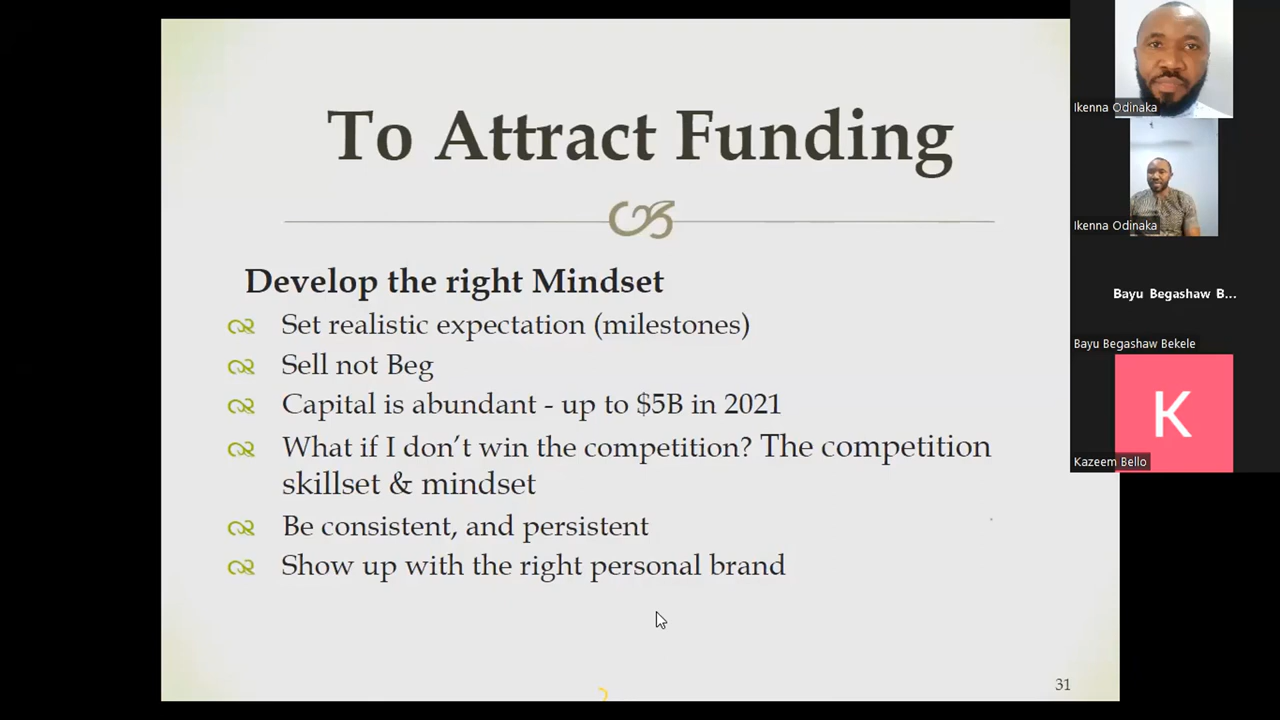 To Attract Funding
Develop the right Mindset
Set realistic expectation (milestones)
Sell not Beg
Capital is abundant - up to $5B in 2021
What if I don't win the competition? The competition
skillset & mindset
Be consistent, and persistent
Show up with the right personal brand
31
Ikenna Odinaka
Ikenna Odinaka
Bayu Begashaw B...
Bayu Begashaw Bekele
K
Kazeem Bello